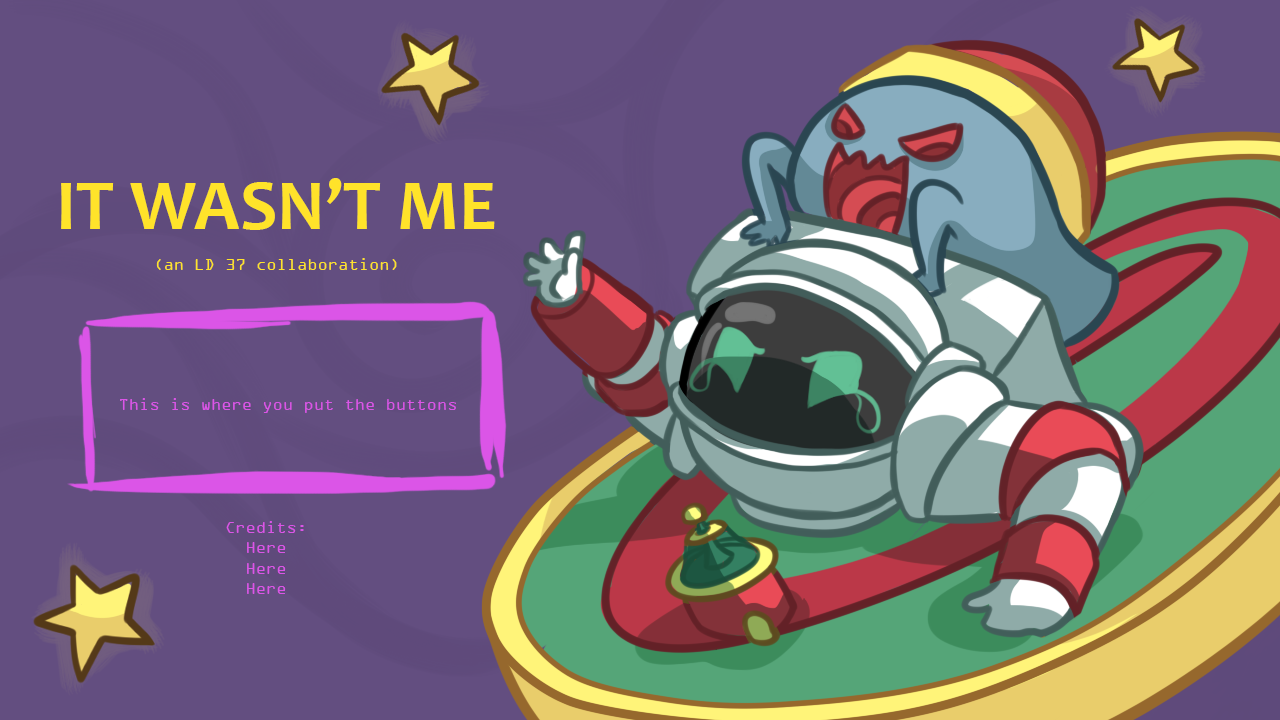 IT WASN’T ME
(an LD 37 collaboration)
This is where you put the buttons
Credits:
Here
Here
Here